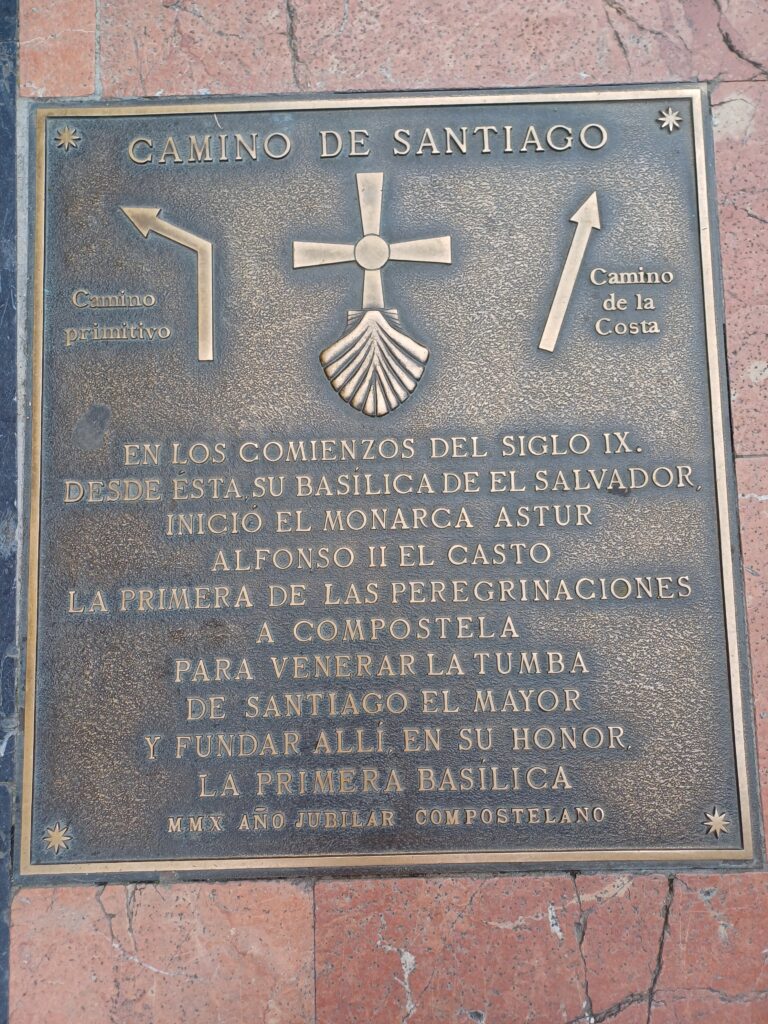 CAMINO DE SANTIAGO
Camino
primitivo
Camino
de la
Costa
EN LOS COMIENZOS DEL SIGLO IX.
DESDE ÉSTA, SU BASÍLICA DE EL SALVADOR,
INICIÓ EL MONARCA ASTUR
ALFONSO II EL CASTO
LA PRIMERA DE LAS PEREGRINACIONES
A COMPOSTELA
PARA VENERAR LA TUMBA
DE SANTIAGO EL MAYOR
Y FUNDAR ALLÍ, EN SU HONOR,
LA PRIMERA BASÍLICA
MMX AÑO JUBILAR COMPOSTELANO